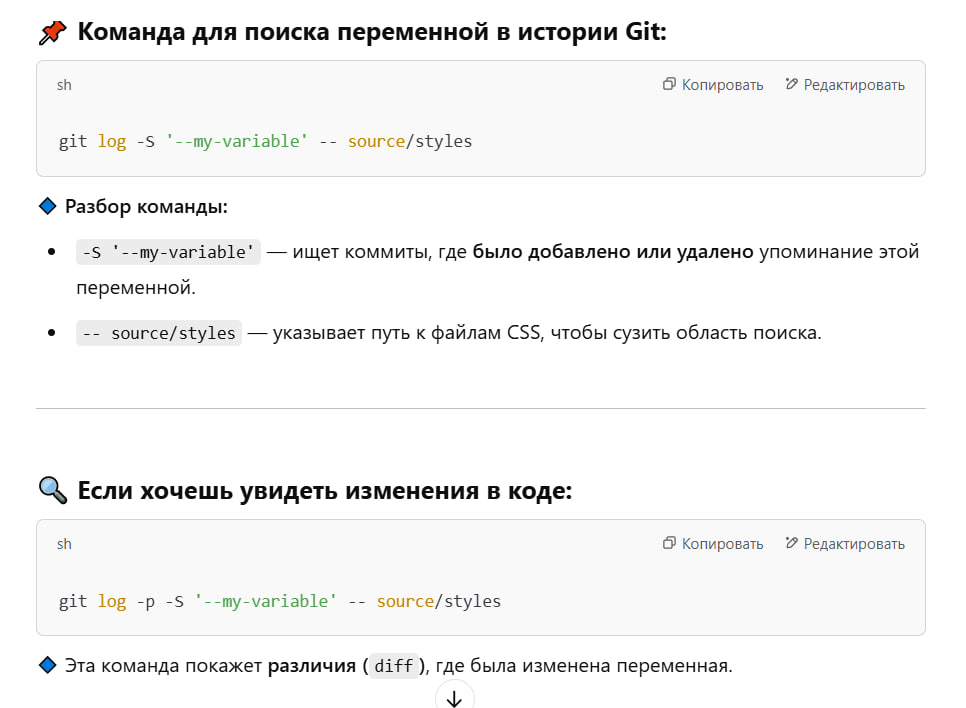 📌 Команда для поиска переменной в истории Git:
sh Копировать Редактировать
git log -S '--my-variable' -- source/styles
🔹 Разбор команды:
• -S '--my-variable' — ищет коммиты, где было добавлено или удалено упоминание этой
переменной.
• -- source/styles — указывает путь к файлам CSS, чтобы сузить область поиска.
🔍 Если хочешь увидеть изменения в коде:
sh Копировать Редактировать
git log -p -S '--my-variable' -- source/styles
🔹 Эта команда покажет различия (diff), где была изменена переменная.